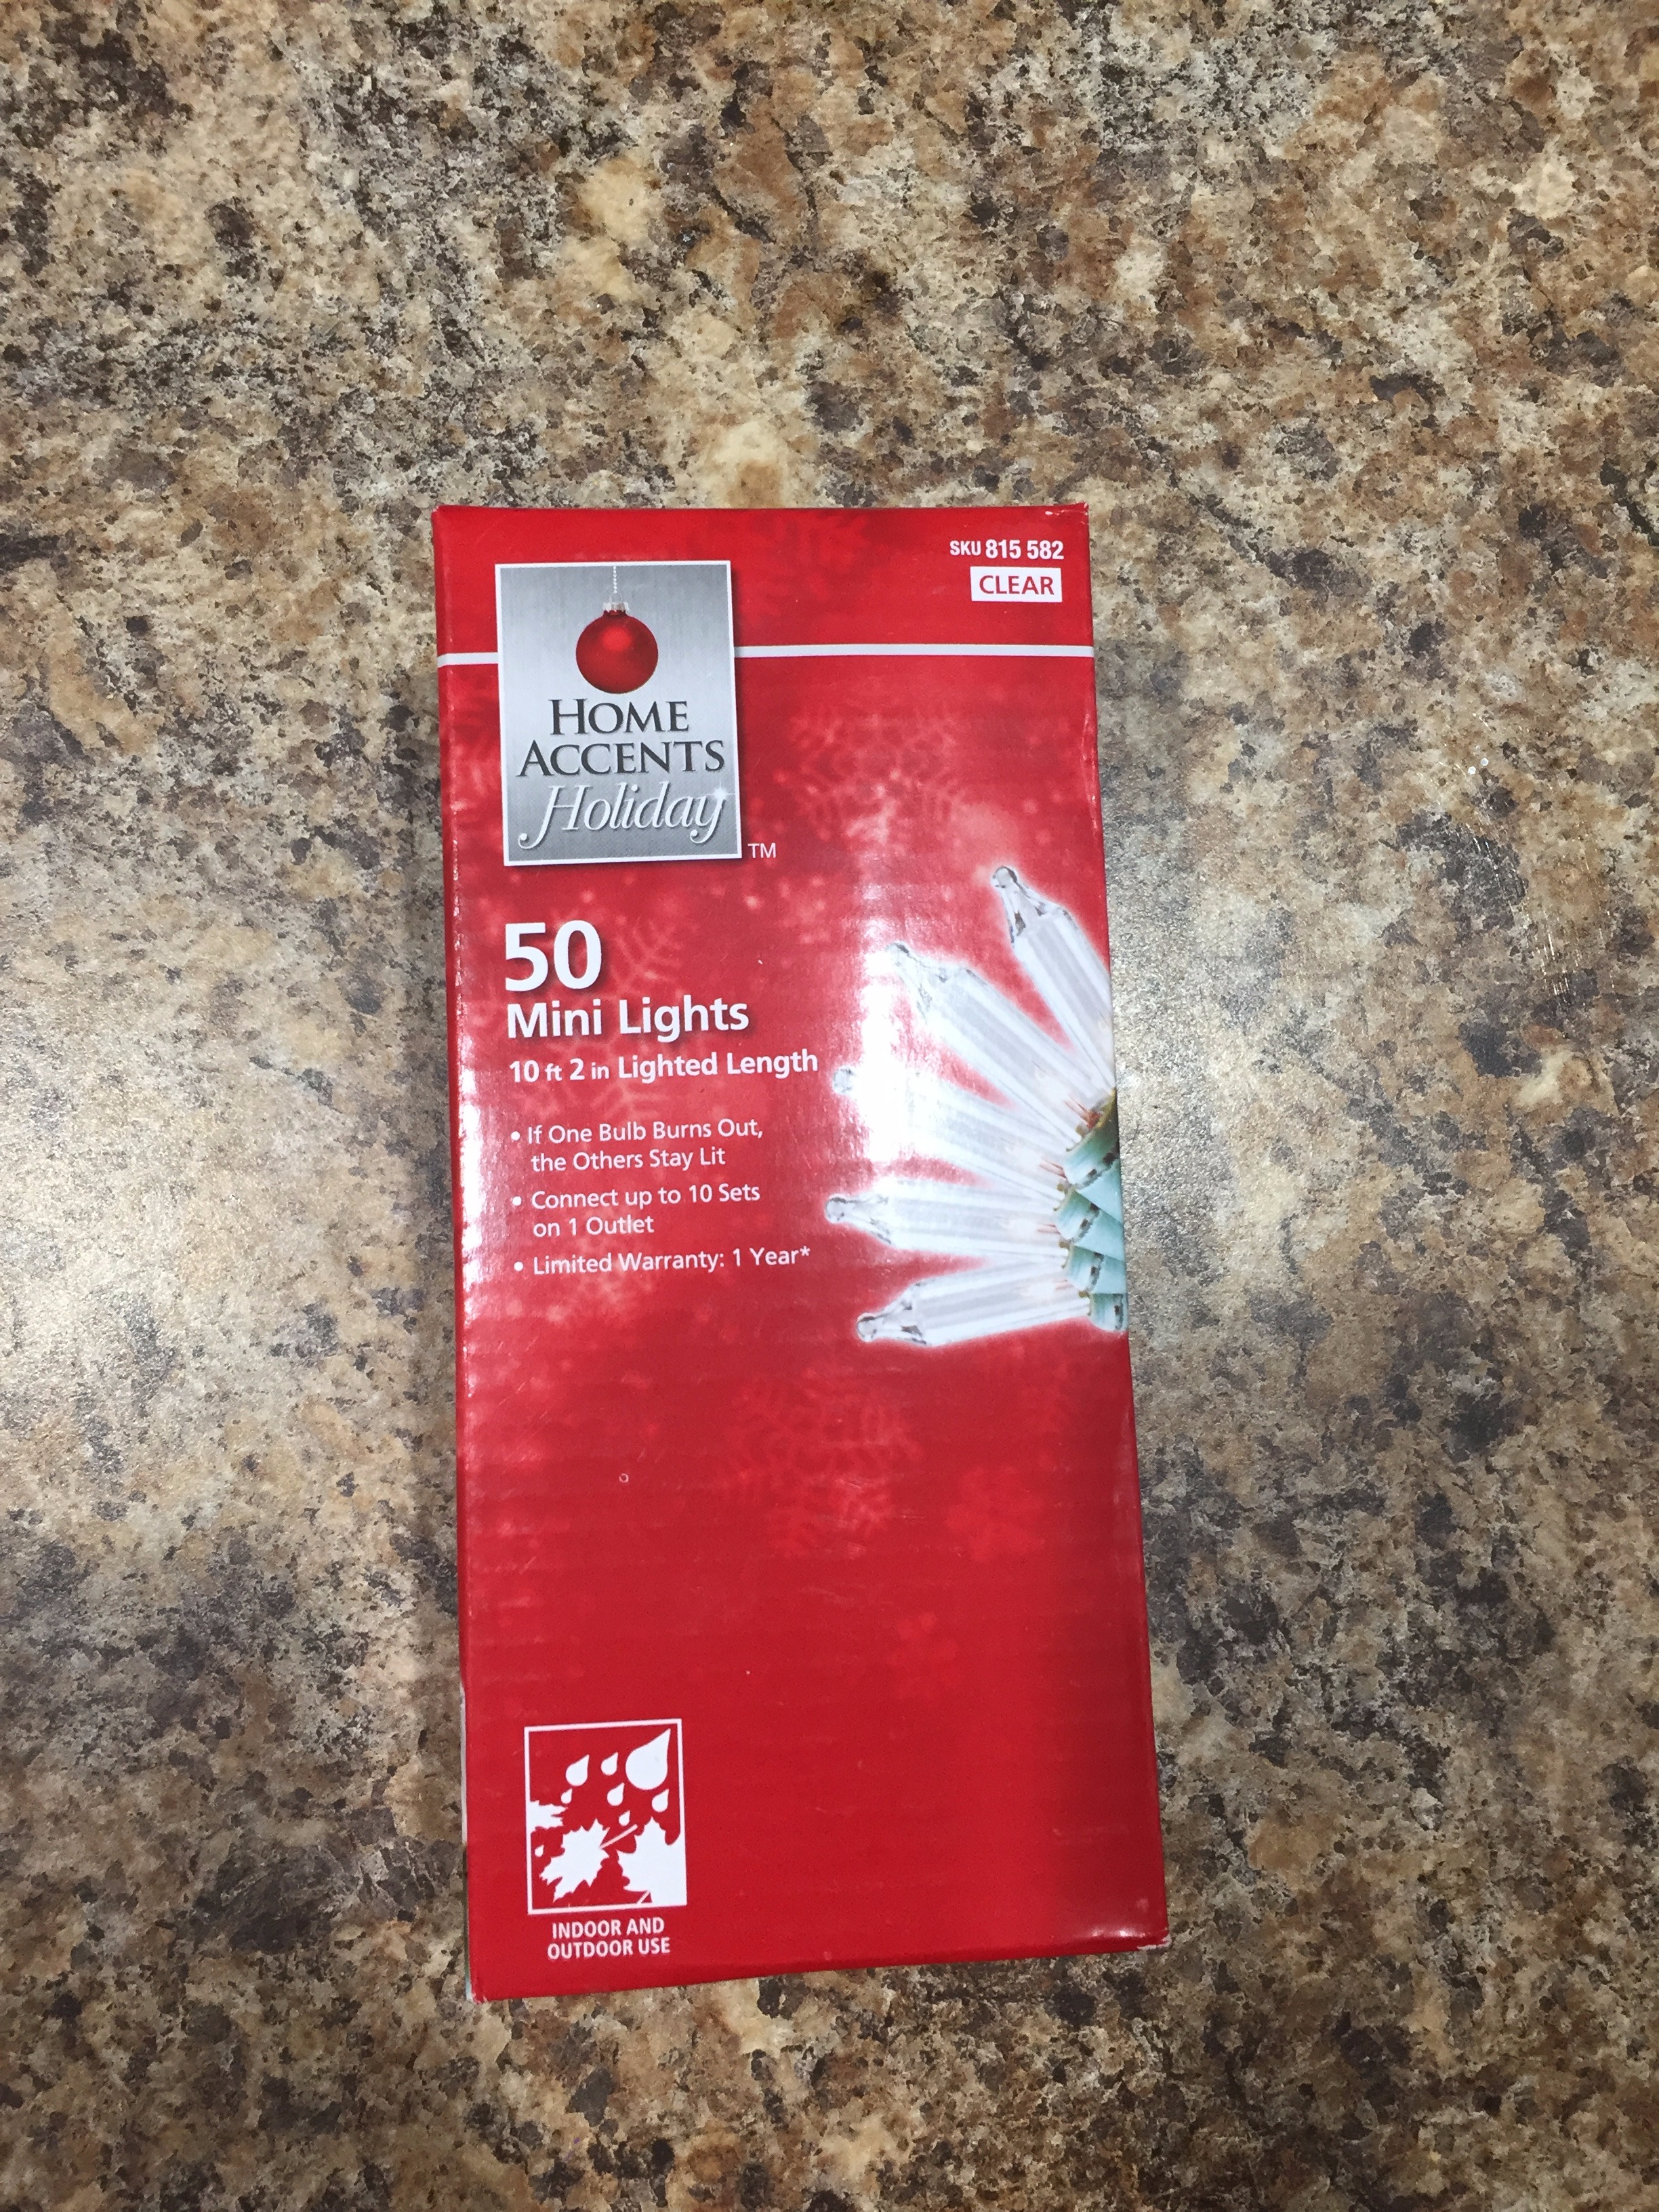 SKU 815 582
CLEAR
HOME
ACCENTS
Holiday
TM
50
Mini Lights
10 ft 2 in Lighted Length
• If One Bulb Burns Out,
the Others Stay Lit
• Connect up to 10 Sets
on 1 Outlet
• Limited Warranty: 1 Year*
INDOOR AND
OUTDOOR USE